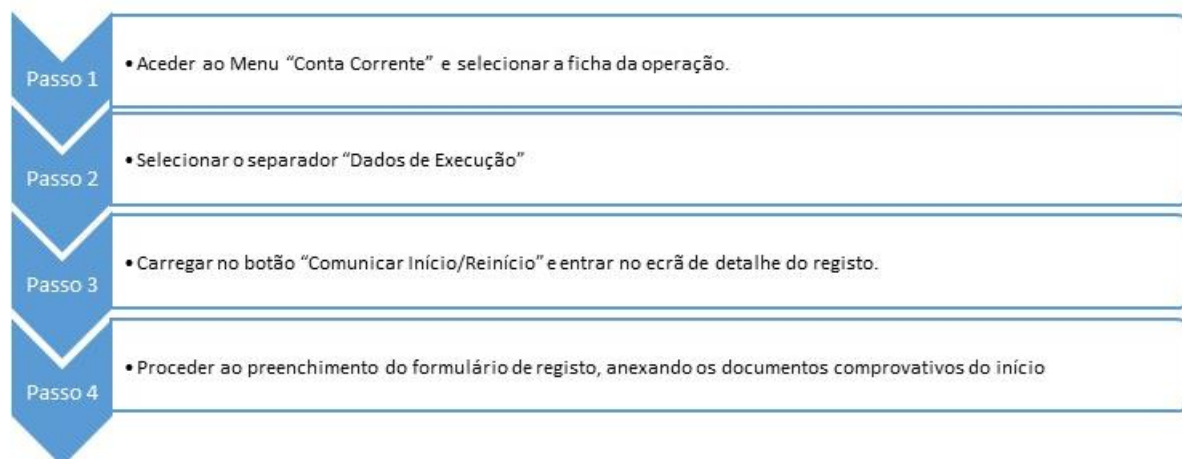 Passo 1
• Aceder ao Menu “Conta Corrente” e selecionar a ficha da operação.
Passo 2
• Selecionar o separador “Dados de Execução”
Passo 3
• Carregar no botão “Comunicar Início/Reinício” e entrar no ecrã de detalhe do registo.
Passo 4
• Proceder ao preenchimento do formulário de registo, anexando os documentos comprovativos do início